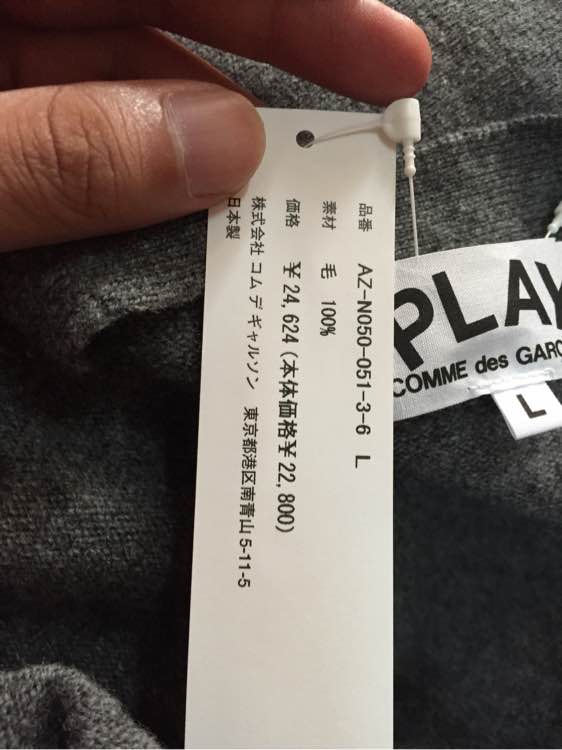 品番 AZ-N050-051-3-6 L
素材 毛 100%
価格 ¥ 24,624(本体価格¥ 22,800)
株式会社 コム デ ギャルソン 東京都港区南青山 5-11-5
日本製
PLAY
COMME des GARC
L